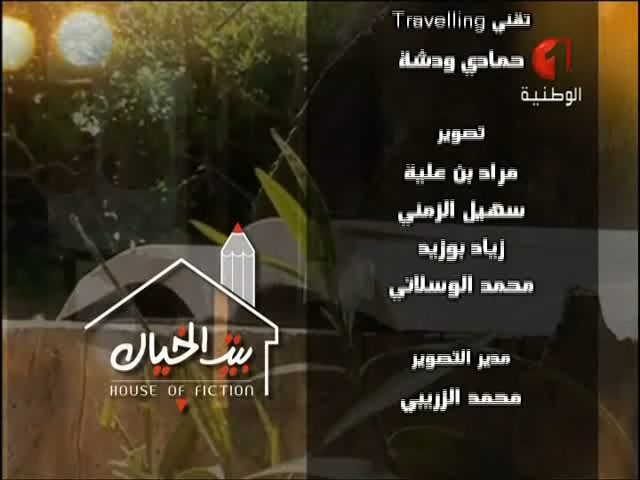 تقني Travelling
حمادي ودشة
الوطنية
تصوير
مراد بن علية
سهيل الزمني
زياد بوزيد
محمد الوسلاتي
مدير التصوير
محمد الزريبي
بيت الخيال
HOUSE OF FICTION